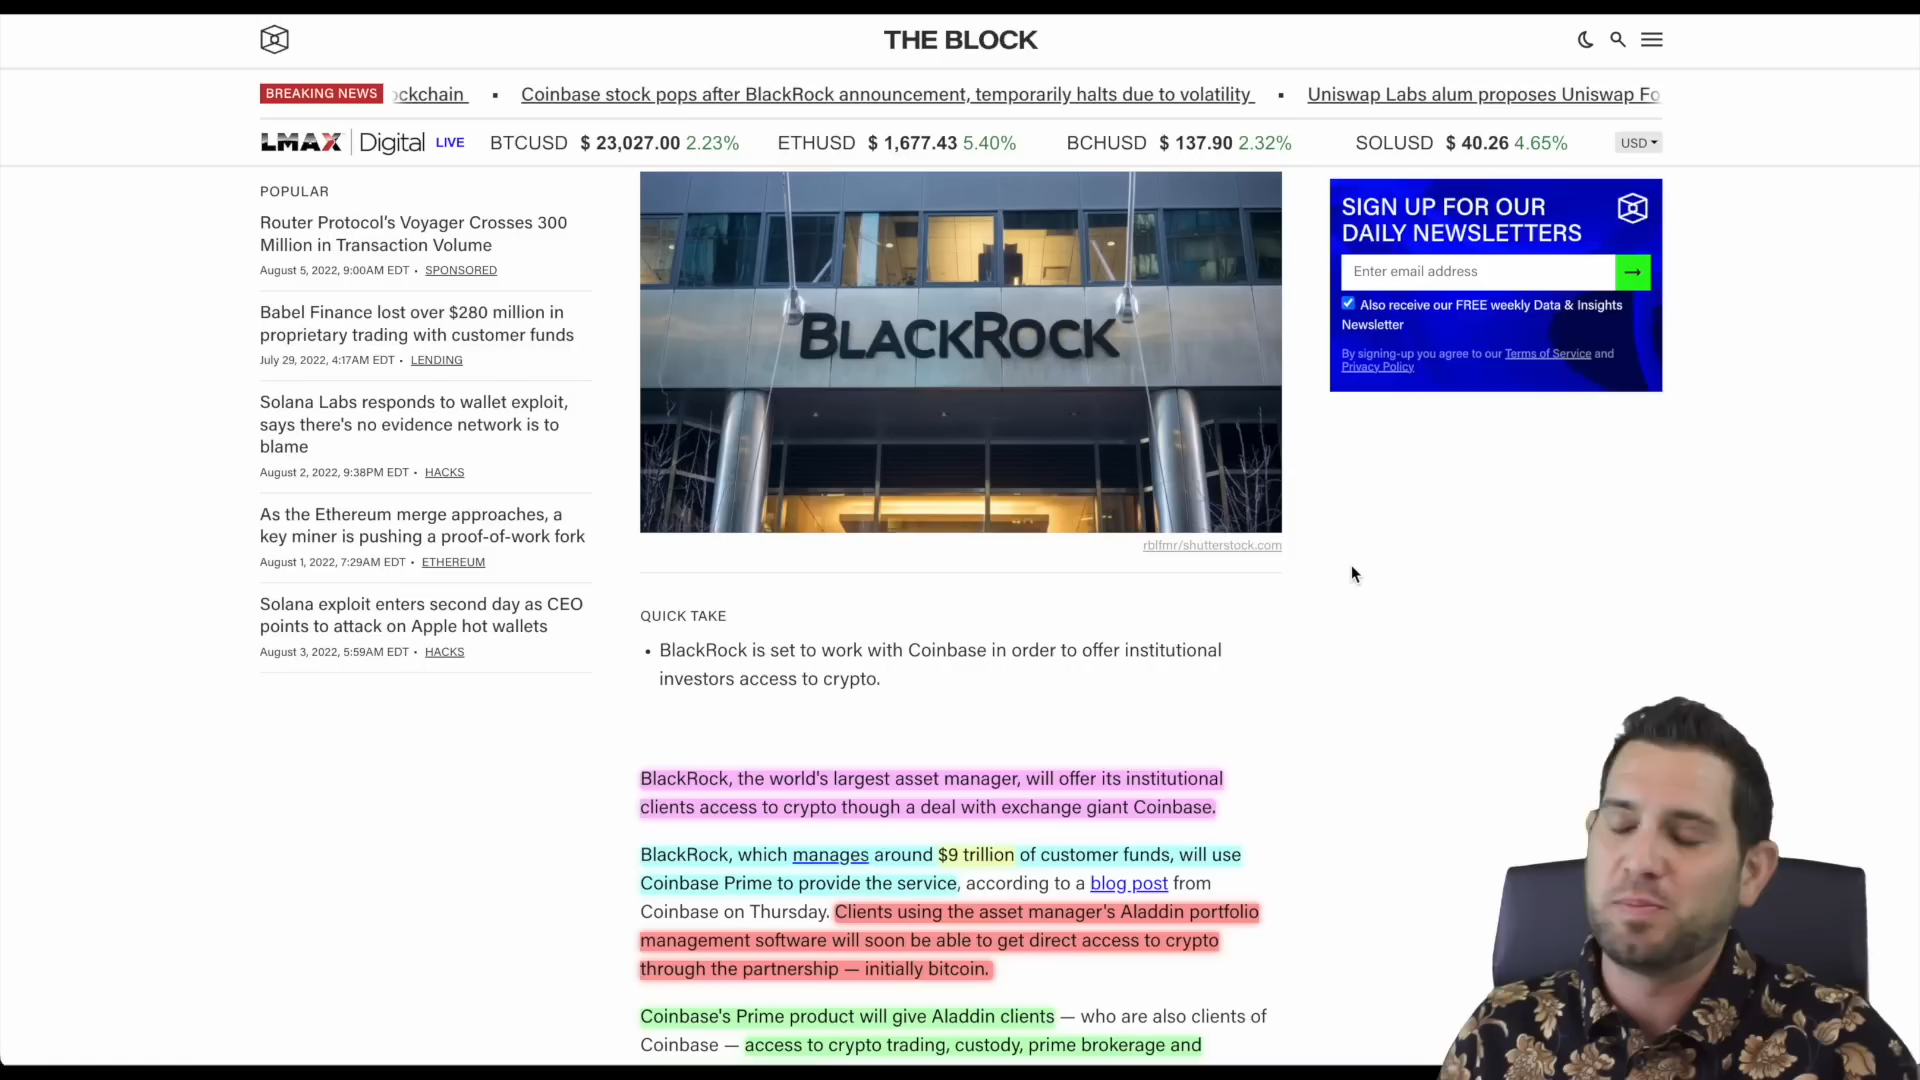 THE BLOCK
BREAKING NEWS ockchain ▪ Coinbase stock pops after BlackRock announcement, temporarily halts due to volatility ▪ Uniswap Labs alum proposes Uniswap Fo
LMAX Digital LIVE BTCUSD $ 23,027.00 2.23% ETHUSD $ 1,677.43 5.40% BCHUSD $ 137.90 2.32% SOLUSD $ 40.26 4.65% USD
POPULAR
Router Protocol's Voyager Crosses 300
Million in Transaction Volume
August 5, 2022, 9:00AM EDT • SPONSORED
Babel Finance lost over $280 million in
proprietary trading with customer funds
July 29, 2022, 4:17AM EDT • LENDING
Solana Labs responds to wallet exploit,
says there's no evidence network is to
blame
August 2, 2022, 9:38PM EDT • HACKS
As the Ethereum merge approaches, a
key miner is pushing a proof-of-work fork
August 1, 2022, 7:29AM EDT • ETHEREUM
Solana exploit enters second day as CEO
points to attack on Apple hot wallets
August 3, 2022, 5:59AM EDT • HACKS
BLACKROCK
rblfmr/shutterstock.com
QUICK TAKE
• BlackRock is set to work with Coinbase in order to offer institutional
investors access to crypto.
BlackRock, the world's largest asset manager, will offer its institutional
clients access to crypto though a deal with exchange giant Coinbase.
BlackRock, which manages around $9 trillion of customer funds, will use
Coinbase Prime to provide the service, according to a blog post from
Coinbase on Thursday. Clients using the asset manager's Aladdin portfolio
management software will soon be able to get direct access to crypto
through the partnership — initially bitcoin.
Coinbase's Prime product will give Aladdin clients — who are also clients of
Coinbase — access to crypto trading, custody, prime brokerage and
SIGN UP FOR OUR
DAILY NEWSLETTERS
Enter email address →
Also receive our FREE weekly Data & Insights
Newsletter
By signing-up you agree to our Terms of Service and
Privacy Policy